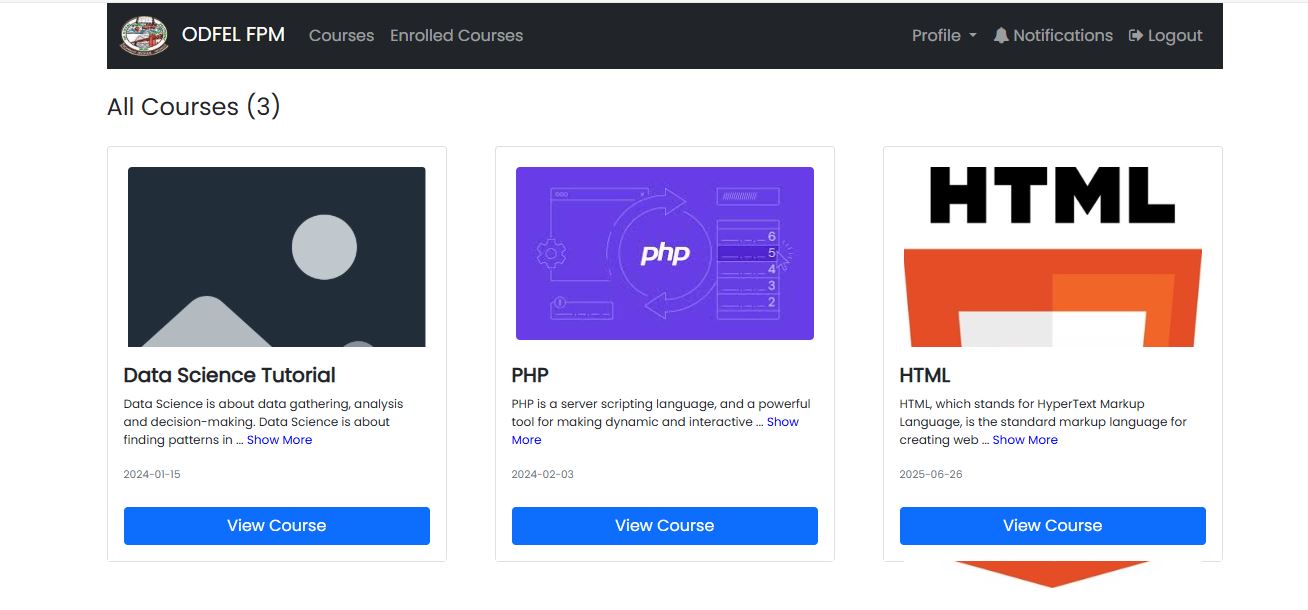 ODFEL FPM Courses Enrolled Courses Profile Notifications Logout
All Courses (3)
php
6
5
4
3
2
HTML
Data Science Tutorial
Data Science is about data gathering, analysis
and decision-making. Data Science is about
finding patterns in ... Show More
2024-01-15
View Course
PHP
PHP is a server scripting language, and a powerful
tool for making dynamic and interactive ... Show
More
2024-02-03
View Course
HTML
HTML, which stands for HyperText Markup
Language, is the standard markup language for
creating web ... Show More
2025-06-26
View Course